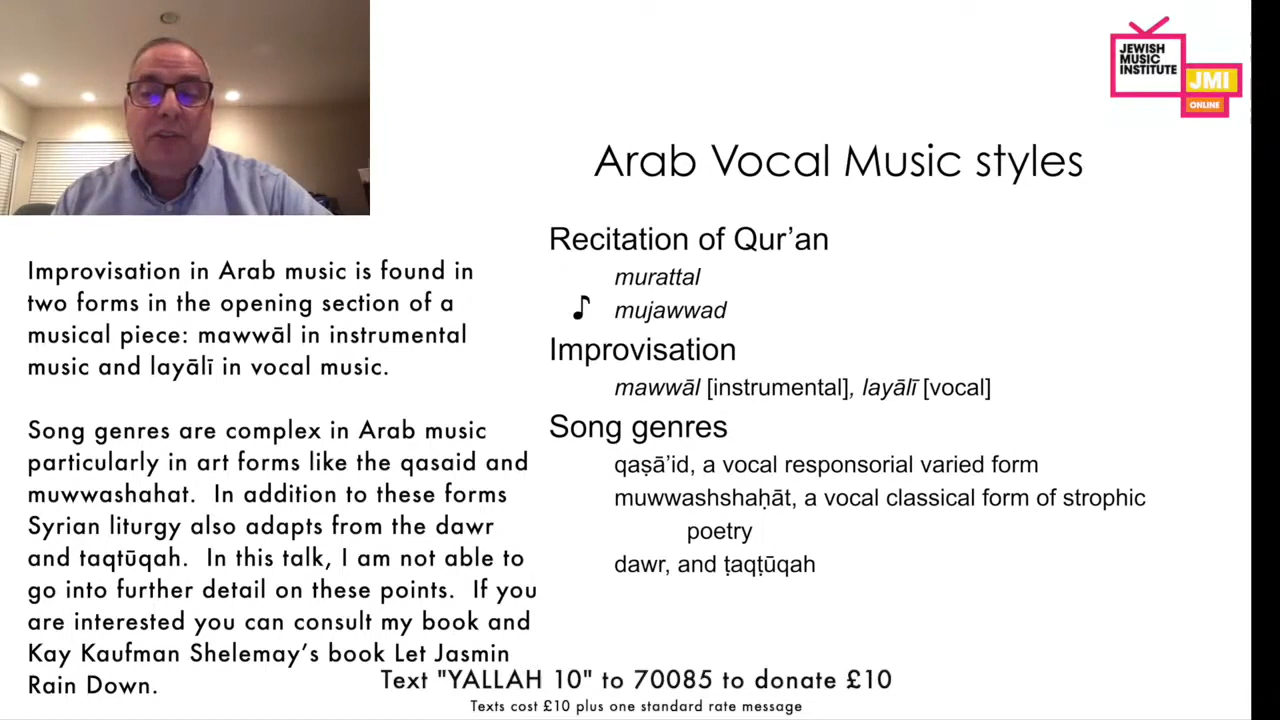 JEWISH
MUSIC
INSTITUTE
JMI
ONLINE
Arab Vocal Music styles
Recitation of Qur’an
murattal
mujawwad
Improvisation
mawwāl [instrumental], layālī [vocal]
Song genres
qaṣā’id, a vocal responsorial varied form
muwwashshaḥāt, a vocal classical form of strophic
poetry
dawr, and ṭaqṭūqah
Improvisation in Arab music is found in
two forms in the opening section of a
musical piece: mawwāl in instrumental
music and layālī in vocal music.
Song genres are complex in Arab music
particularly in art forms like the qasaid and
muwwashahat. In addition to these forms
Syrian liturgy also adapts from the dawr
and taqtūqah. In this talk, I am not able to
go into further detail on these points. If you
are interested you can consult my book and
Kay Kaufman Shelemay’s book Let Jasmin
Rain Down.
Text "YALLAH 10" to 70085 to donate £10
Texts cost £10 plus one standard rate message